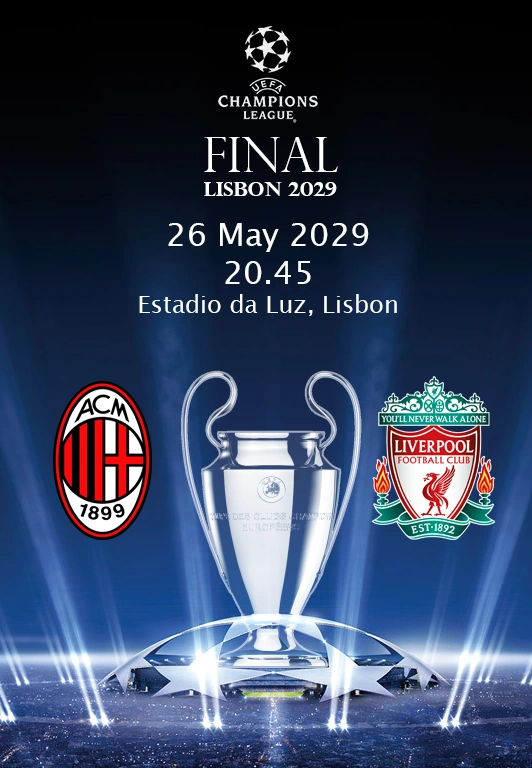 UEFA
CHAMPIONS
LEAGUE®
FINAL
LISBON 2029
26 May 2029
20.45
Estadio da Luz, Lisbon
ACM
1899
YOU'LL NEVER WALK ALONE
LIVERPOOL
FOOTBALL CLUB
EST·1892